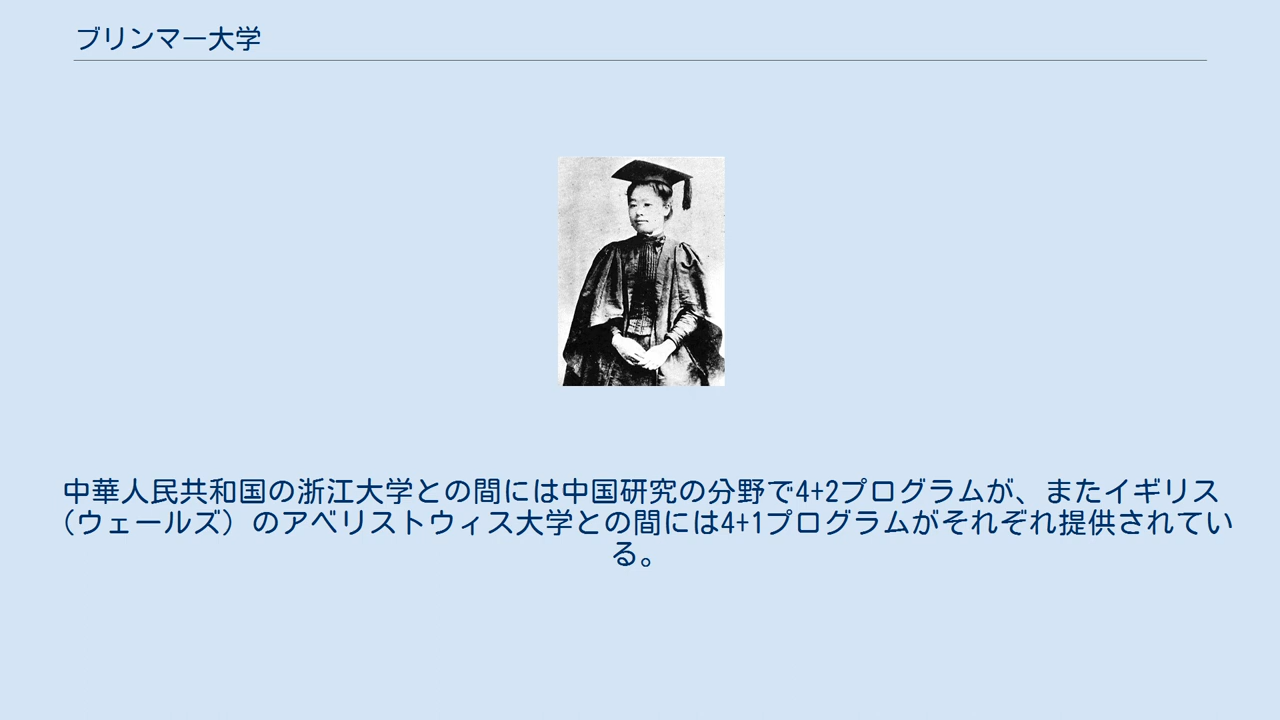 ブリンマー大学
中華人民共和国の浙江大学との間には中国研究の分野で4+2プログラムが、またイギリス
（ウェールズ）のアベリストウィス大学との間には4+1プログラムがそれぞれ提供されてい
る。